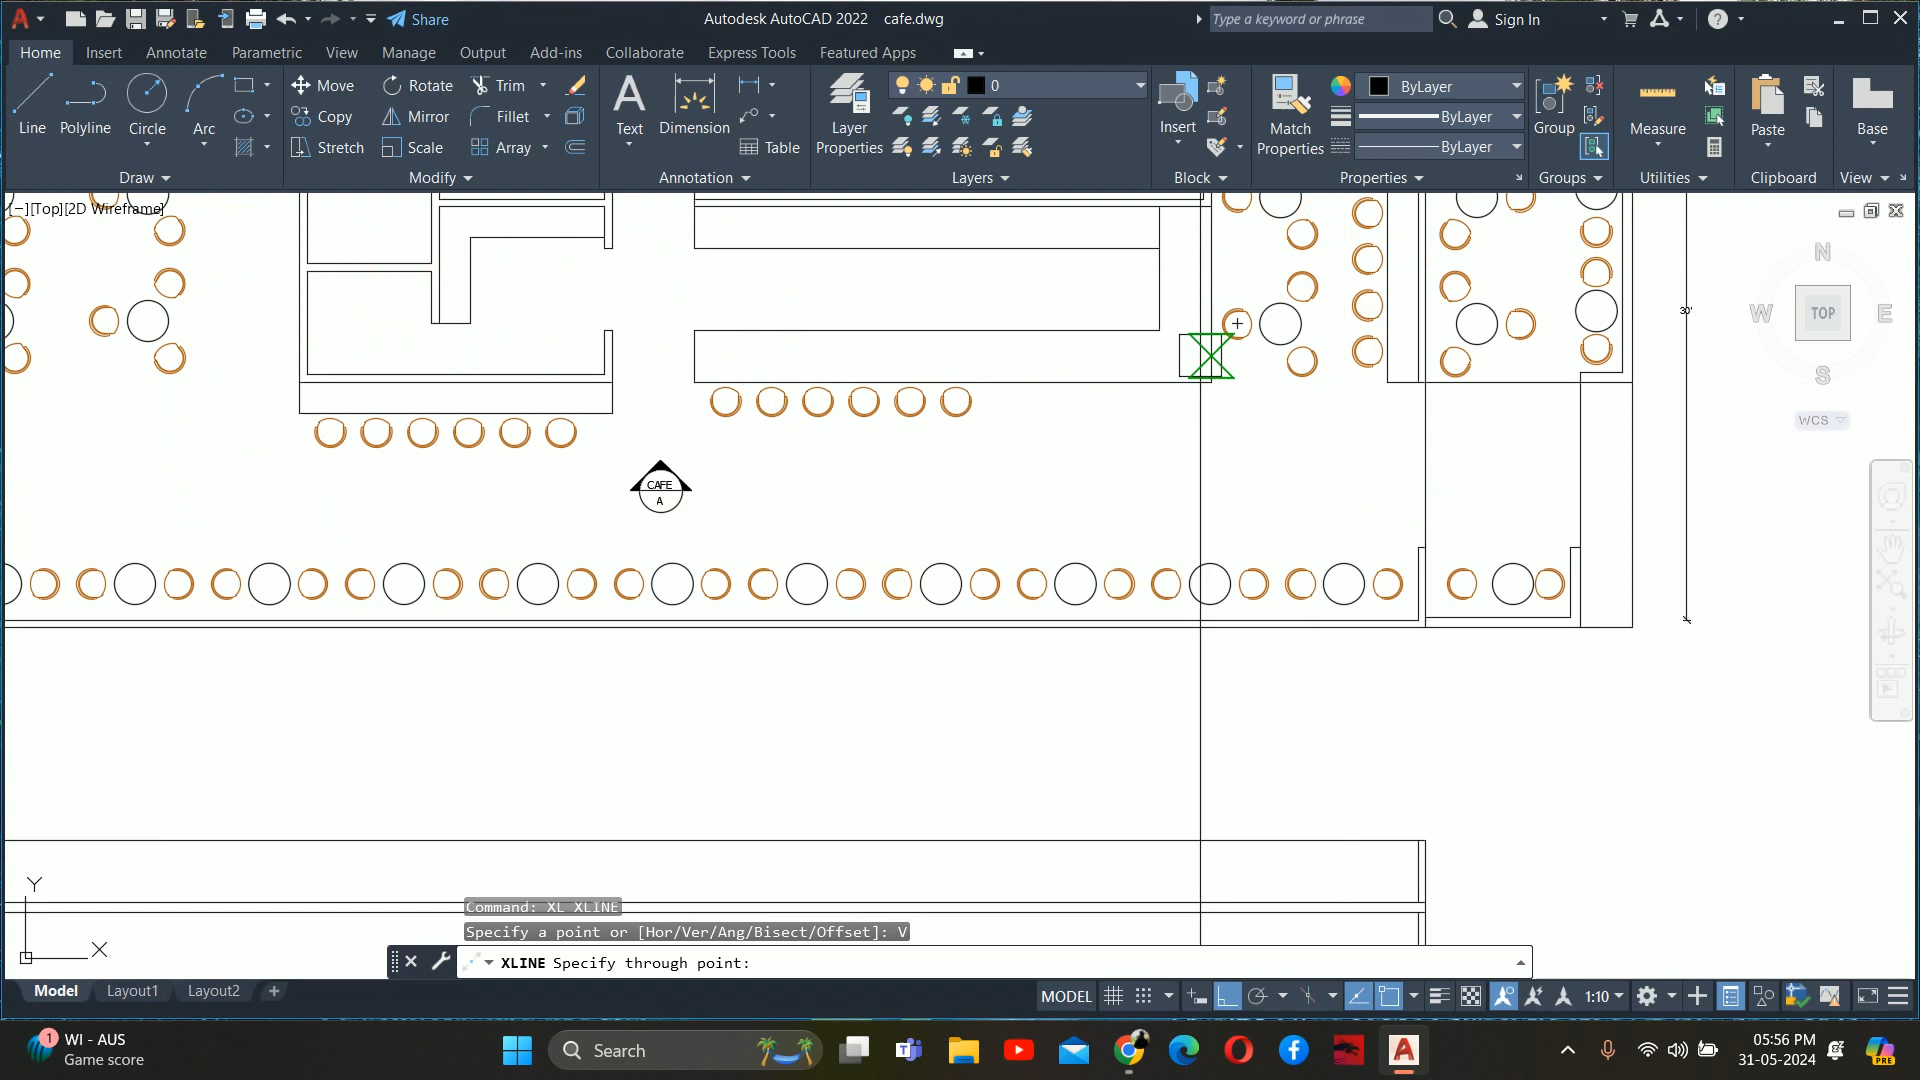 Share
Autodesk AutoCAD 2022 cafe.dwg
Type a keyword or phrase
Sign In
Home Insert Annotate Parametric View Manage Output Add-ins Collaborate Express Tools Featured Apps
Line
Polyline
Circle
Arc
Draw
Move
Rotate
Trim
Copy
Mirror
Fillet
Stretch
Scale
Array
Modify
Text
Dimension
Table
Annotation
Layer
Properties
0
Layers
Insert
Block
Match
Properties
ByLayer
ByLayer
ByLayer
Properties
Group
Groups
Measure
Utilities
Paste
Clipboard
Base
View
[−][Top][2D Wireframe]
N
W
TOP
E
S
WCS
30'
CAFE
A
Y
X
Command: XL XLINE
Specify a point or [Hor/Ver/Ang/Bisect/Offset]: V
XLINE Specify through point:
Model Layout1 Layout2
MODEL
1:10
1
WI - AUS
Game score
Search
05:56 PM
31-05-2024
PRE